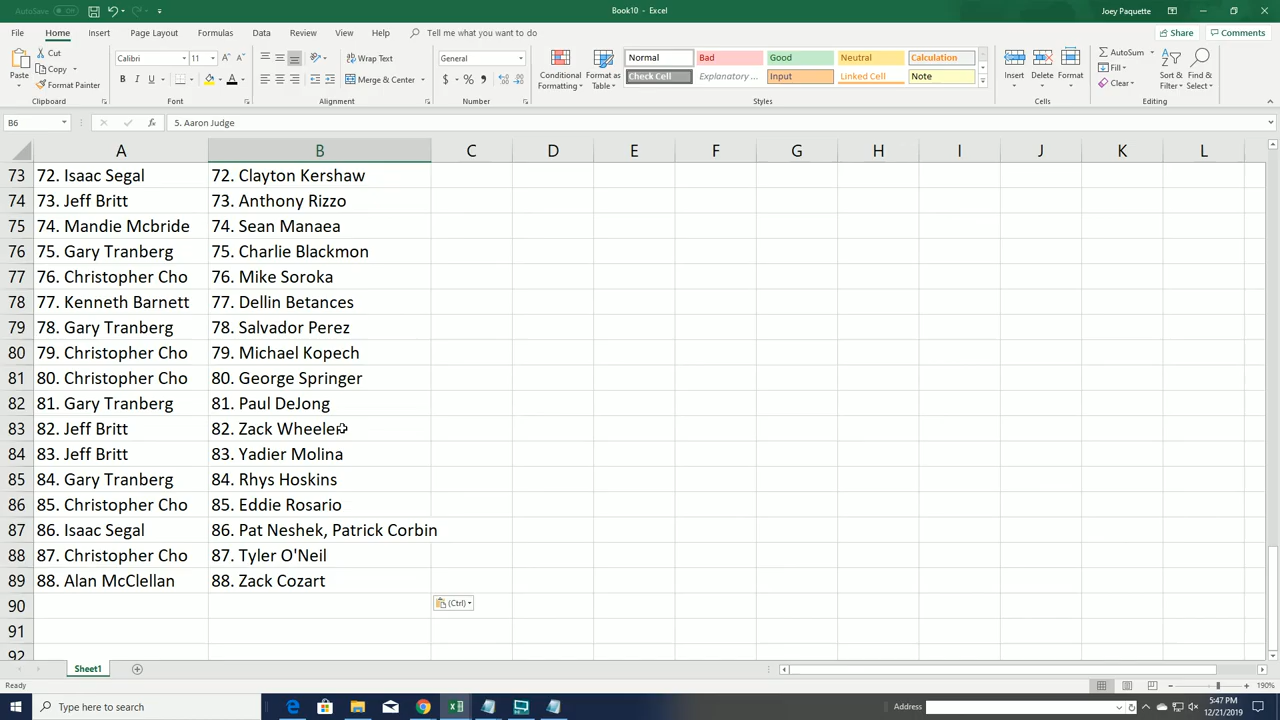 AutoSave Off
Book10 - Excel
Joey Paquette
File Home Insert Page Layout Formulas Data Review View Help Tell me what you want to do
Share Comments
Paste
Cut
Copy
Format Painter
Clipboard
Calibri 11
B I U
Font
Wrap Text
Merge & Center
Alignment
General
$ %
Number
Conditional Formatting
Format as Table
Normal Bad Good Neutral Calculation
Check Cell Explanatory ... Input Linked Cell Note
Styles
Insert Delete Format
Cells
AutoSum
Fill
Clear
Sort & Filter
Find & Select
Editing
B6 fx 5. Aaron Judge
A B C D E F G H I J K L
73 72. Isaac Segal 72. Clayton Kershaw
74 73. Jeff Britt 73. Anthony Rizzo
75 74. Mandie Mcbride 74. Sean Manaea
76 75. Gary Tranberg 75. Charlie Blackmon
77 76. Christopher Cho 76. Mike Soroka
78 77. Kenneth Barnett 77. Dellin Betances
79 78. Gary Tranberg 78. Salvador Perez
80 79. Christopher Cho 79. Michael Kopech
81 80. Christopher Cho 80. George Springer
82 81. Gary Tranberg 81. Paul DeJong
83 82. Jeff Britt 82. Zack Wheeler
84 83. Jeff Britt 83. Yadier Molina
85 84. Gary Tranberg 84. Rhys Hoskins
86 85. Christopher Cho 85. Eddie Rosario
87 86. Isaac Segal 86. Pat Neshek, Patrick Corbin
88 87. Christopher Cho 87. Tyler O'Neil
89 88. Alan McClellan 88. Zack Cozart
90
(Ctrl)
91
92
Sheet1
Ready
190%
Type here to search
Address
5:47 PM
12/21/2019